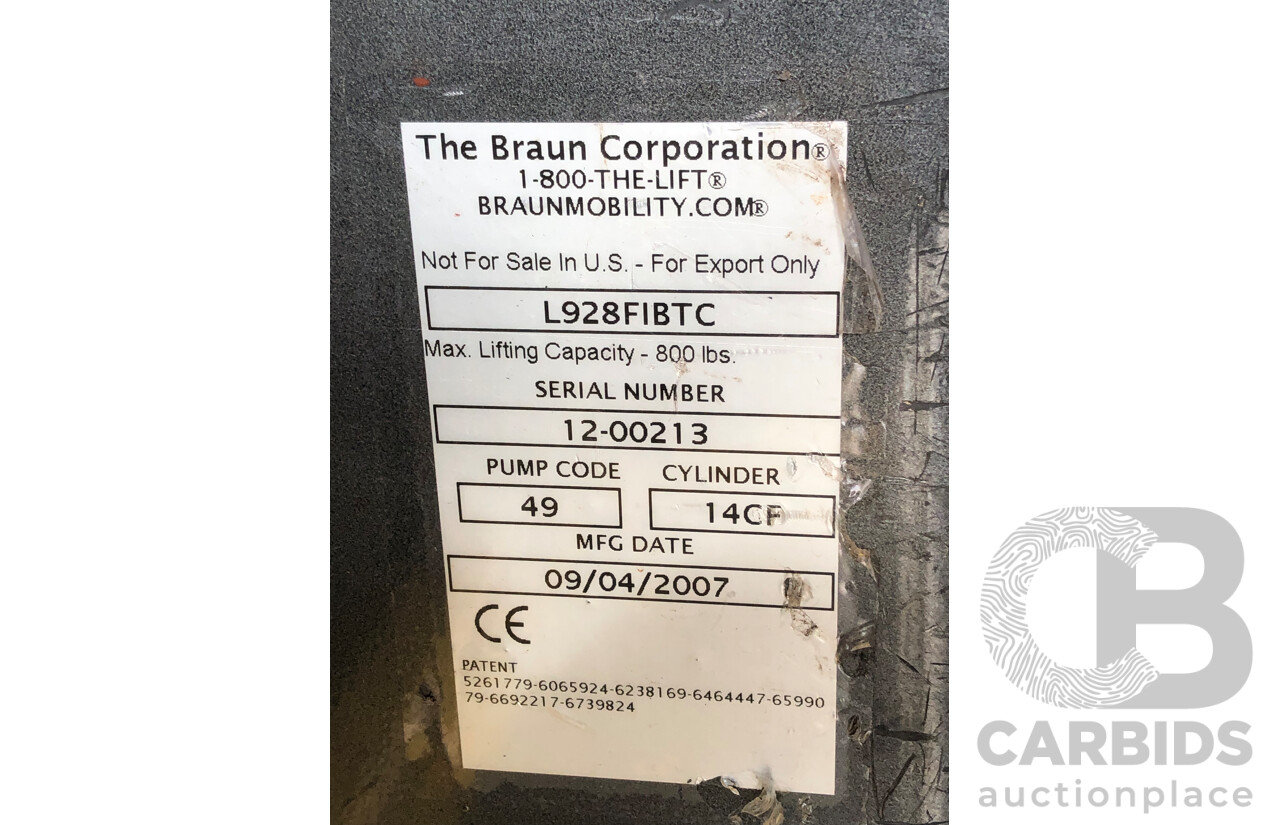 The Braun Corporation®
1-800-THE-LIFT®
BRAUNMOBILITY.COM®
Not For Sale In U.S. - For Export Only
L928FIBTC
Max. Lifting Capacity - 800 lbs.
SERIAL NUMBER
12-00213
PUMP CODE CYLINDER
49 14CF
MFG DATE
09/04/2007
CE
PATENT
5261779-6065924-6238169-6464447-65990
79-6692217-6739824
CB
CARBIDS
auctionplace